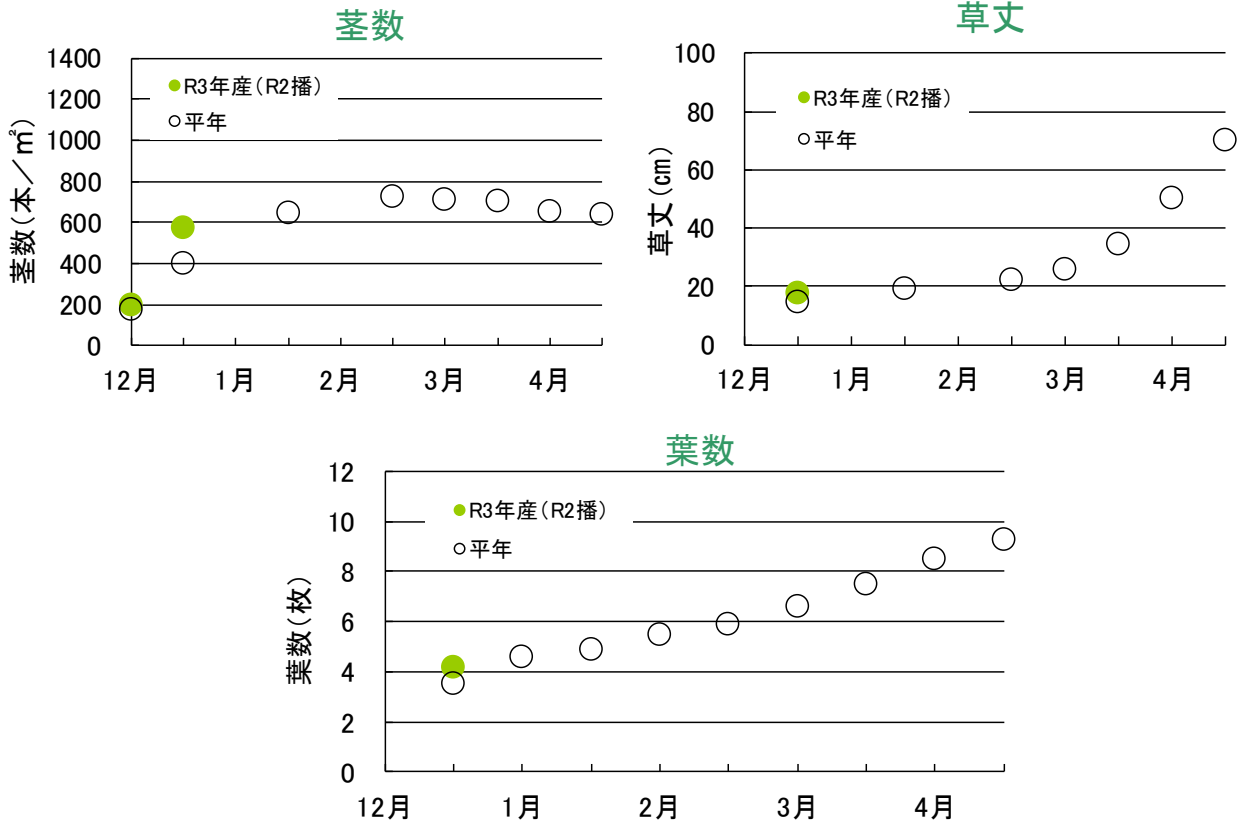 茎数
1400
1200
1000
800
600
400
200
0
茎数(本/㎡)
●R3年産(R2播)
○平年
12月 1月 2月 3月 4月
草丈
100
80
60
40
20
0
草丈(㎝)
●R3年産(R2播)
○平年
12月 1月 2月 3月 4月
葉数
12
10
8
6
4
2
0
葉数(枚)
●R3年産(R2播)
○平年
12月 1月 2月 3月 4月